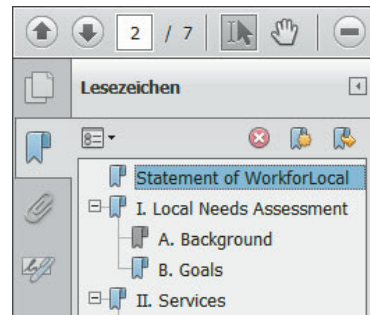 2 / 7
Lesezeichen
Statement of WorkforLocal
I. Local Needs Assessment
A. Background
B. Goals
II. Services